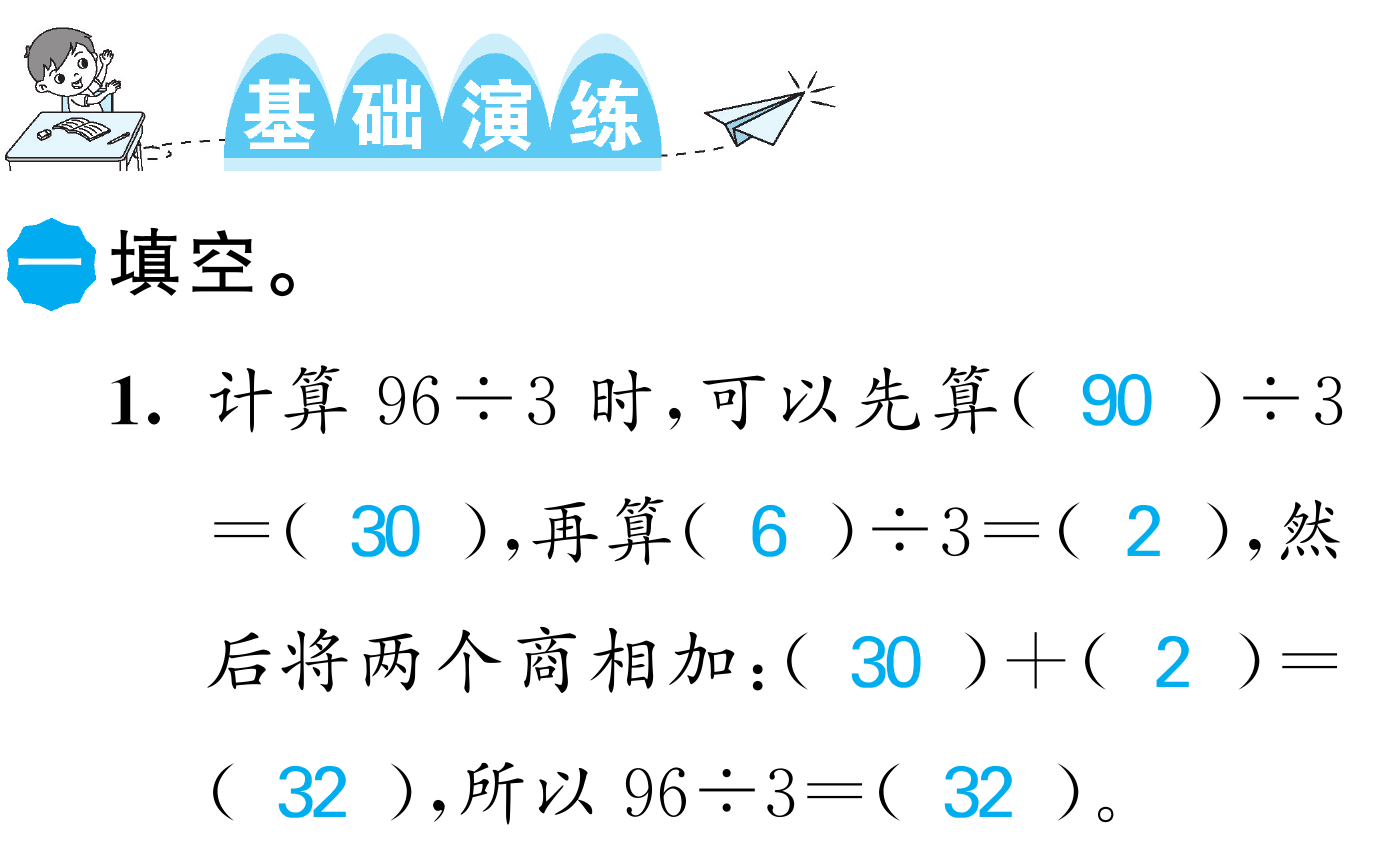 基础演练
一 填空。
1. 计算 96÷3 时,可以先算( 90 )÷3
=( 30 ),再算( 6 )÷3=( 2 ),然
后将两个商相加:( 30 )+( 2 )=
( 32 ),所以 96÷3=( 32 )。